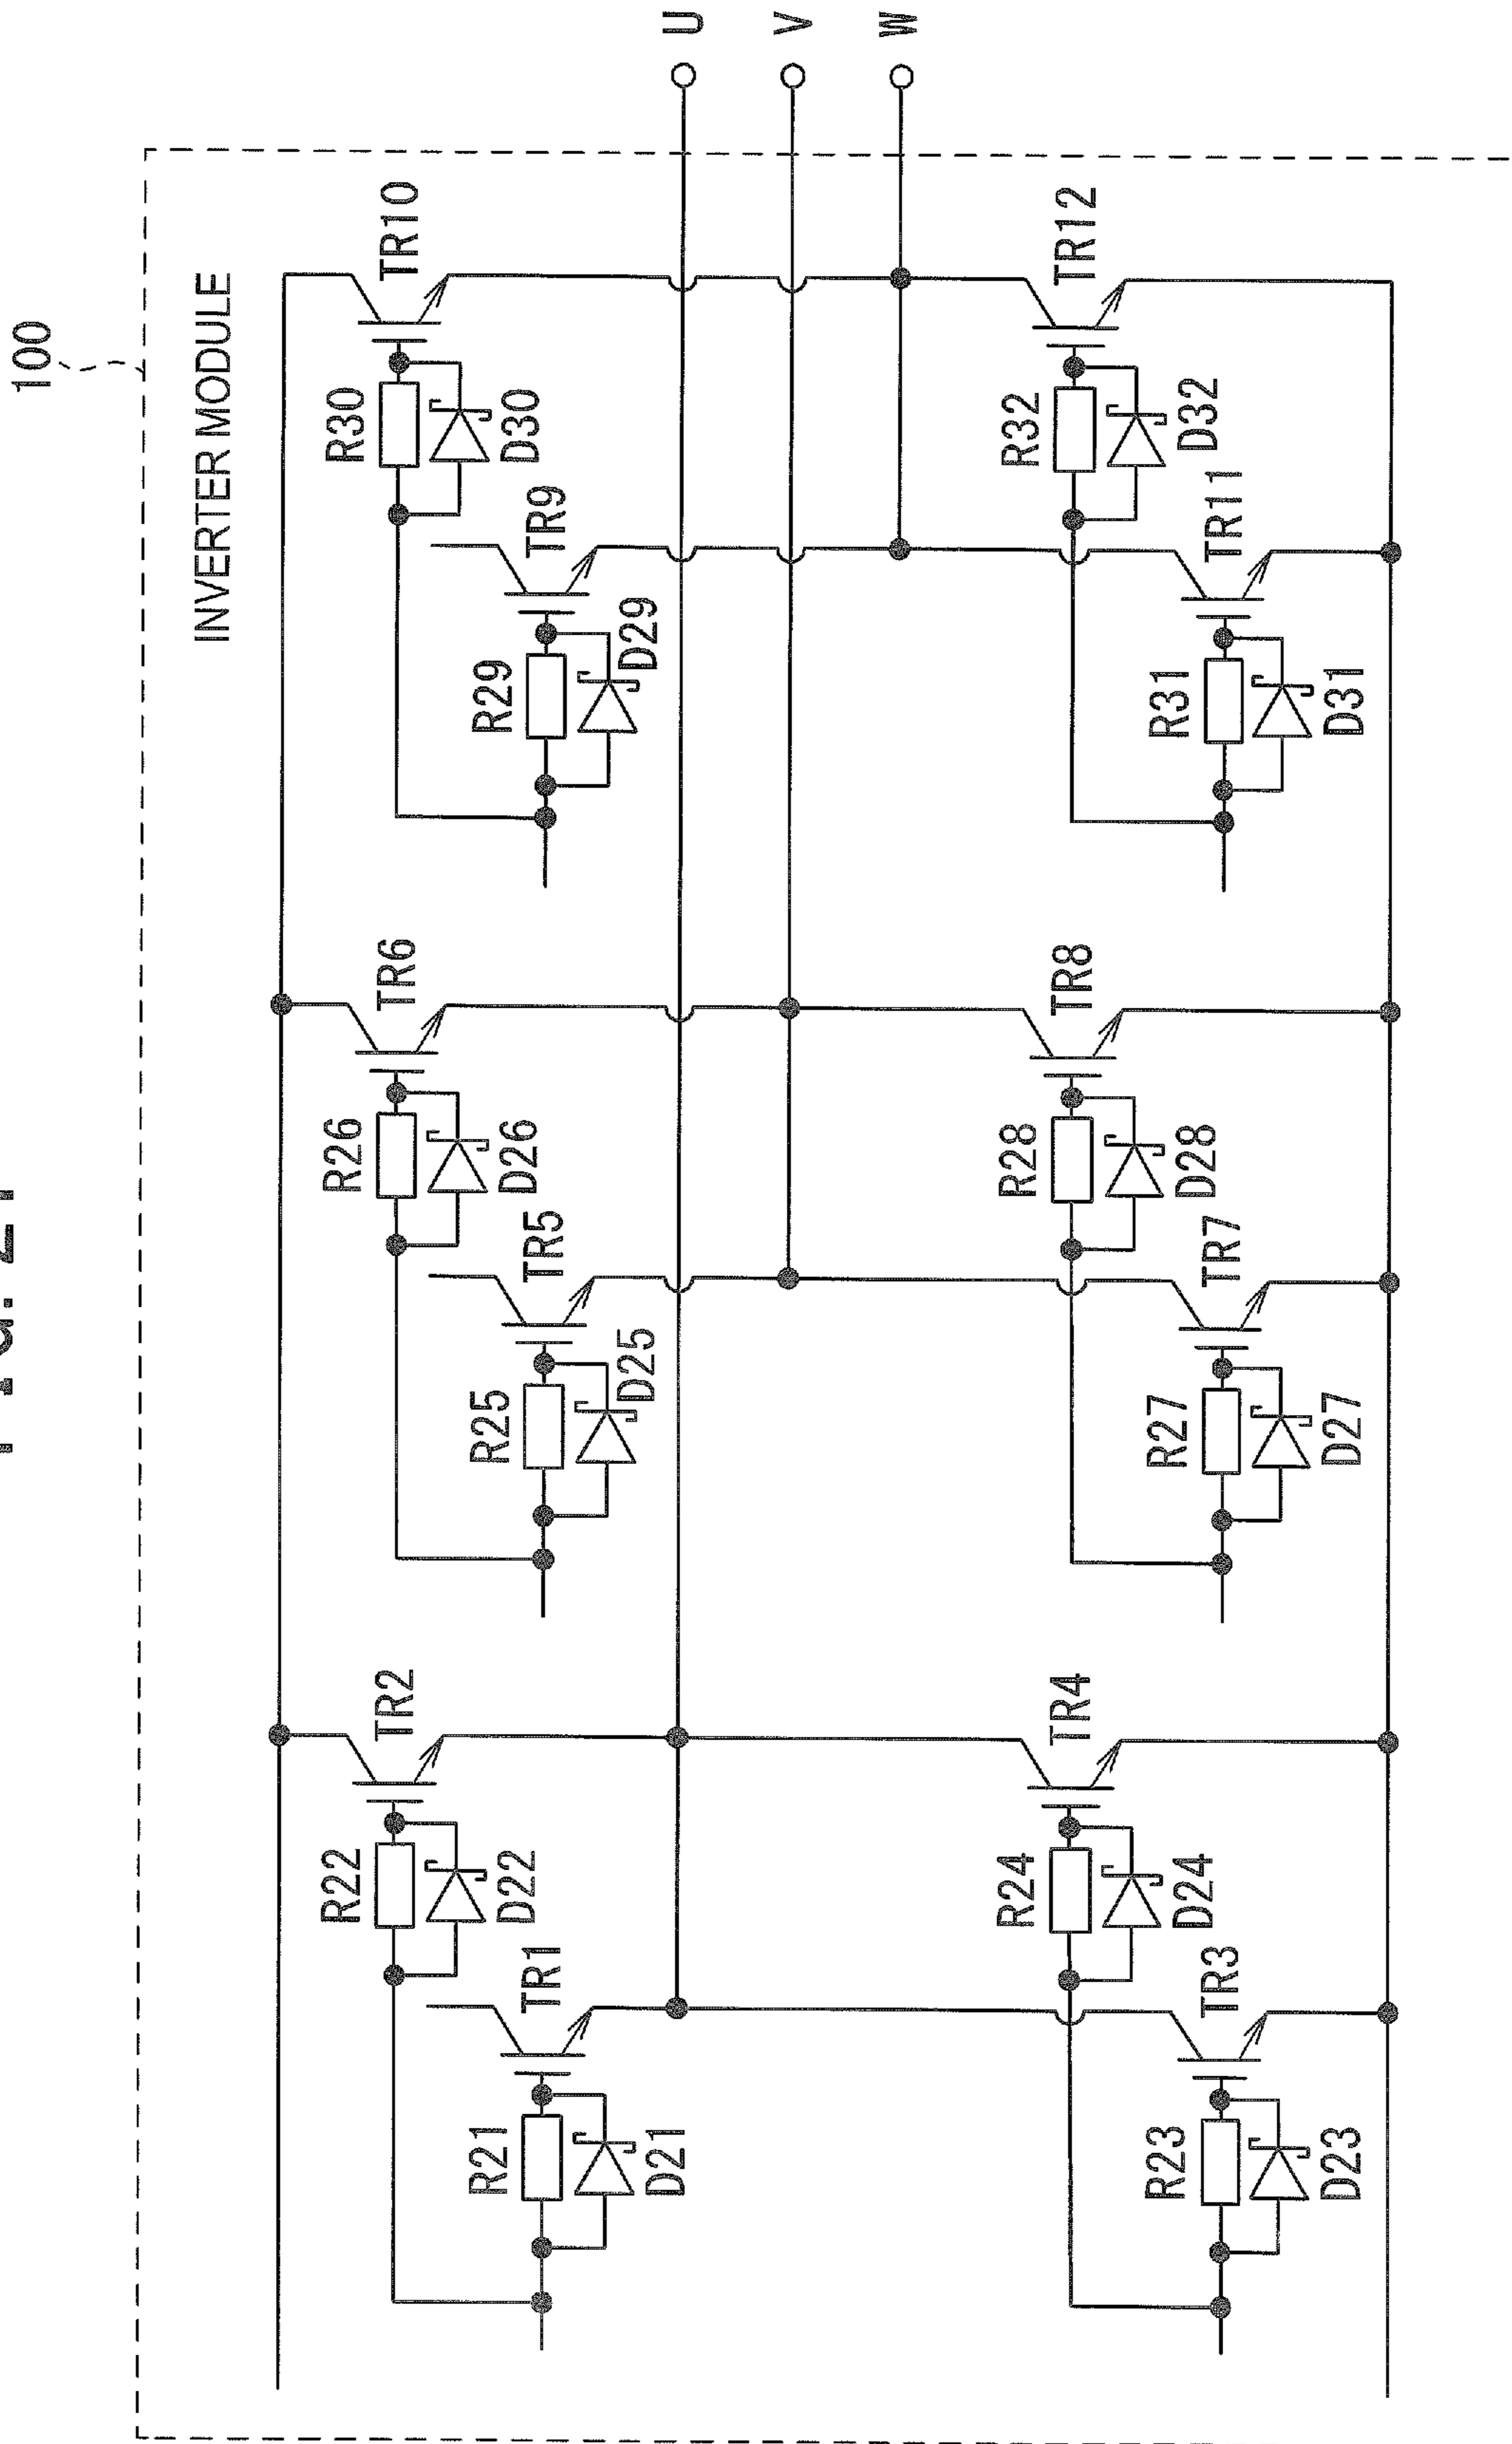 100
INVERTER MODULE
TR10
R30
D30
TR9
R29
D29
TR12
R32
D32
TR11
R31
D31
TR6
R26
D26
TR5
R25
D25
TR8
R28
D28
TR7
R27
D27
TR2
R22
D22
TR1
R21
D21
TR4
R24
D24
TR3
R23
D23
U
V
W